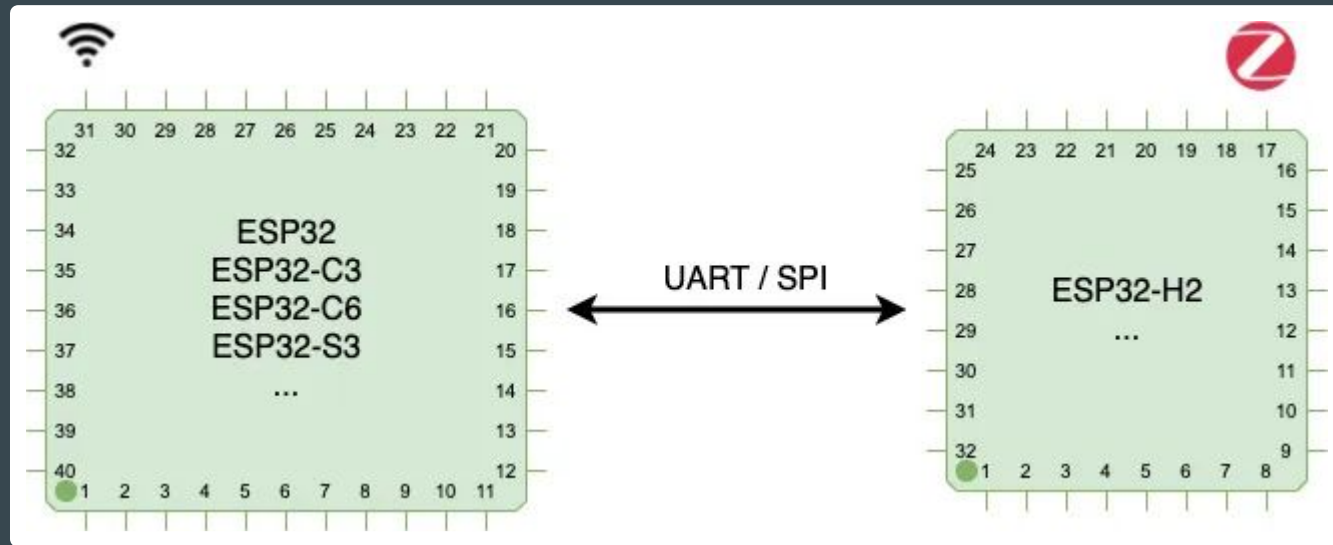 31 30 29 28 27 26 25 24 23 22 21
32 20
33 19
34 18
35 17
36 16
37 15
38 14
39 13
40 12
1 2 3 4 5 6 7 8 9 10 11
ESP32
ESP32-C3
ESP32-C6
ESP32-S3
...
UART / SPI
24 23 22 21 20 19 18 17
25 16
26 15
27 14
28 13
29 12
30 11
31 10
32 9
1 2 3 4 5 6 7 8
ESP32-H2
...